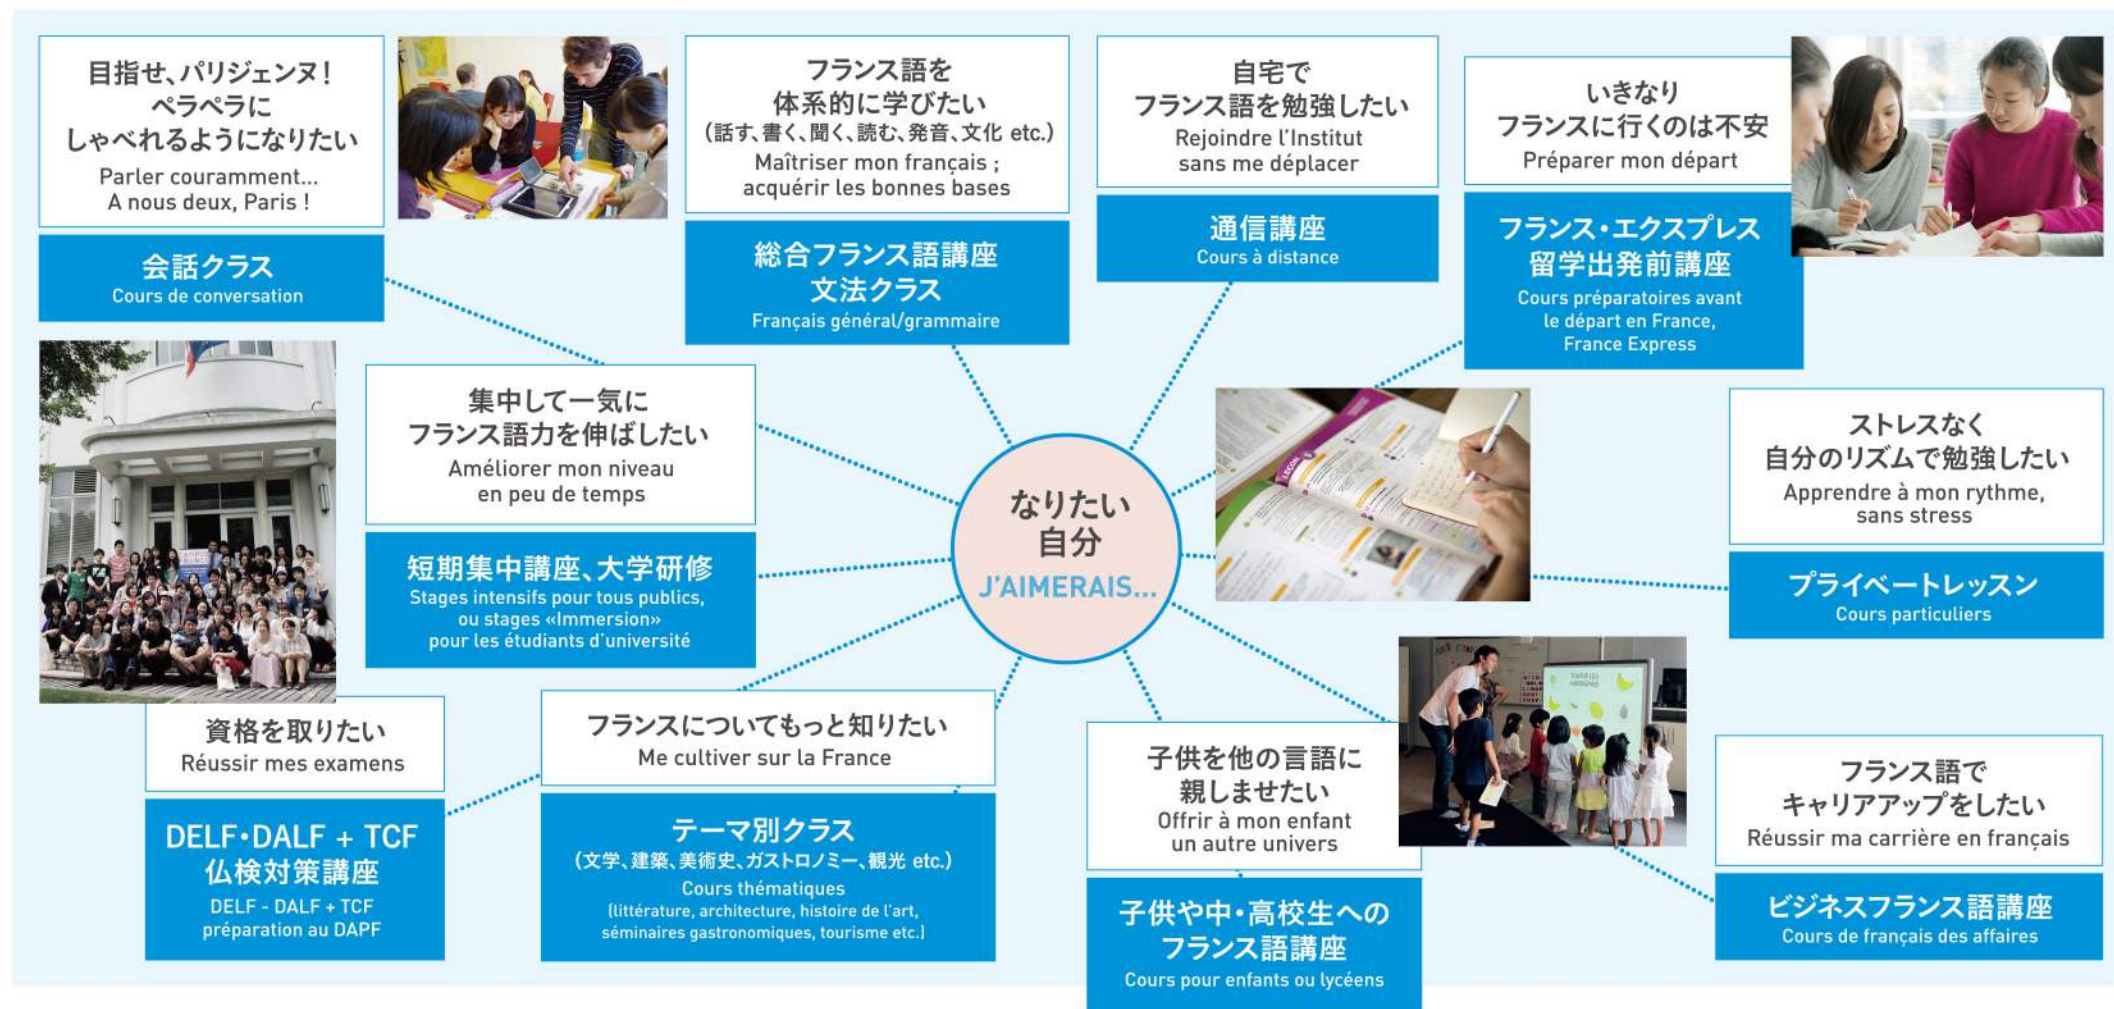 目指せ、パリジェンヌ！
ペラペラに
しゃべれるようになりたい
Parler couramment...
A nous deux, Paris !
会話クラス
Cours de conversation
フランス語を
体系的に学びたい
（話す、書く、聞く、読む、発音、文化 etc.）
Maîtriser mon français ;
acquérir les bonnes bases
総合フランス語講座
文法クラス
Français général/grammaire
自宅で
フランス語を勉強したい
Rejoindre l'Institut
sans me déplacer
通信講座
Cours à distance
いきなり
フランスに行くのは不安
Préparer mon départ
フランス・エクスプレス
留学出発前講座
Cours préparatoires avant
le départ en France,
France Express
集中して一気に
フランス語力を伸ばしたい
Améliorer mon niveau
en peu de temps
短期集中講座、大学研修
Stages intensifs pour tous publics,
ou stages «Immersion»
pour les étudiants d'université
なりたい
自分
J'AIMERAIS...
LEÇON
ストレスなく
自分のリズムで勉強したい
Apprendre à mon rythme,
sans stress
プライベートレッスン
Cours particuliers
資格を取りたい
Réussir mes examens
DELF・DALF + TCF
仏検対策講座
DELF - DALF + TCF
préparation au DAPF
フランスについてもっと知りたい
Me cultiver sur la France
テーマ別クラス
（文学、建築、美術史、ガストロノミー、観光 etc.）
Cours thématiques
(littérature, architecture, histoire de l'art,
séminaires gastronomiques, tourisme etc.)
子供を他の言語に
親しませたい
Offrir à mon enfant
un autre univers
子供や中・高校生への
フランス語講座
Cours pour enfants ou lycéens
フランス語で
キャリアアップをしたい
Réussir ma carrière en français
ビジネスフランス語講座
Cours de français des affaires